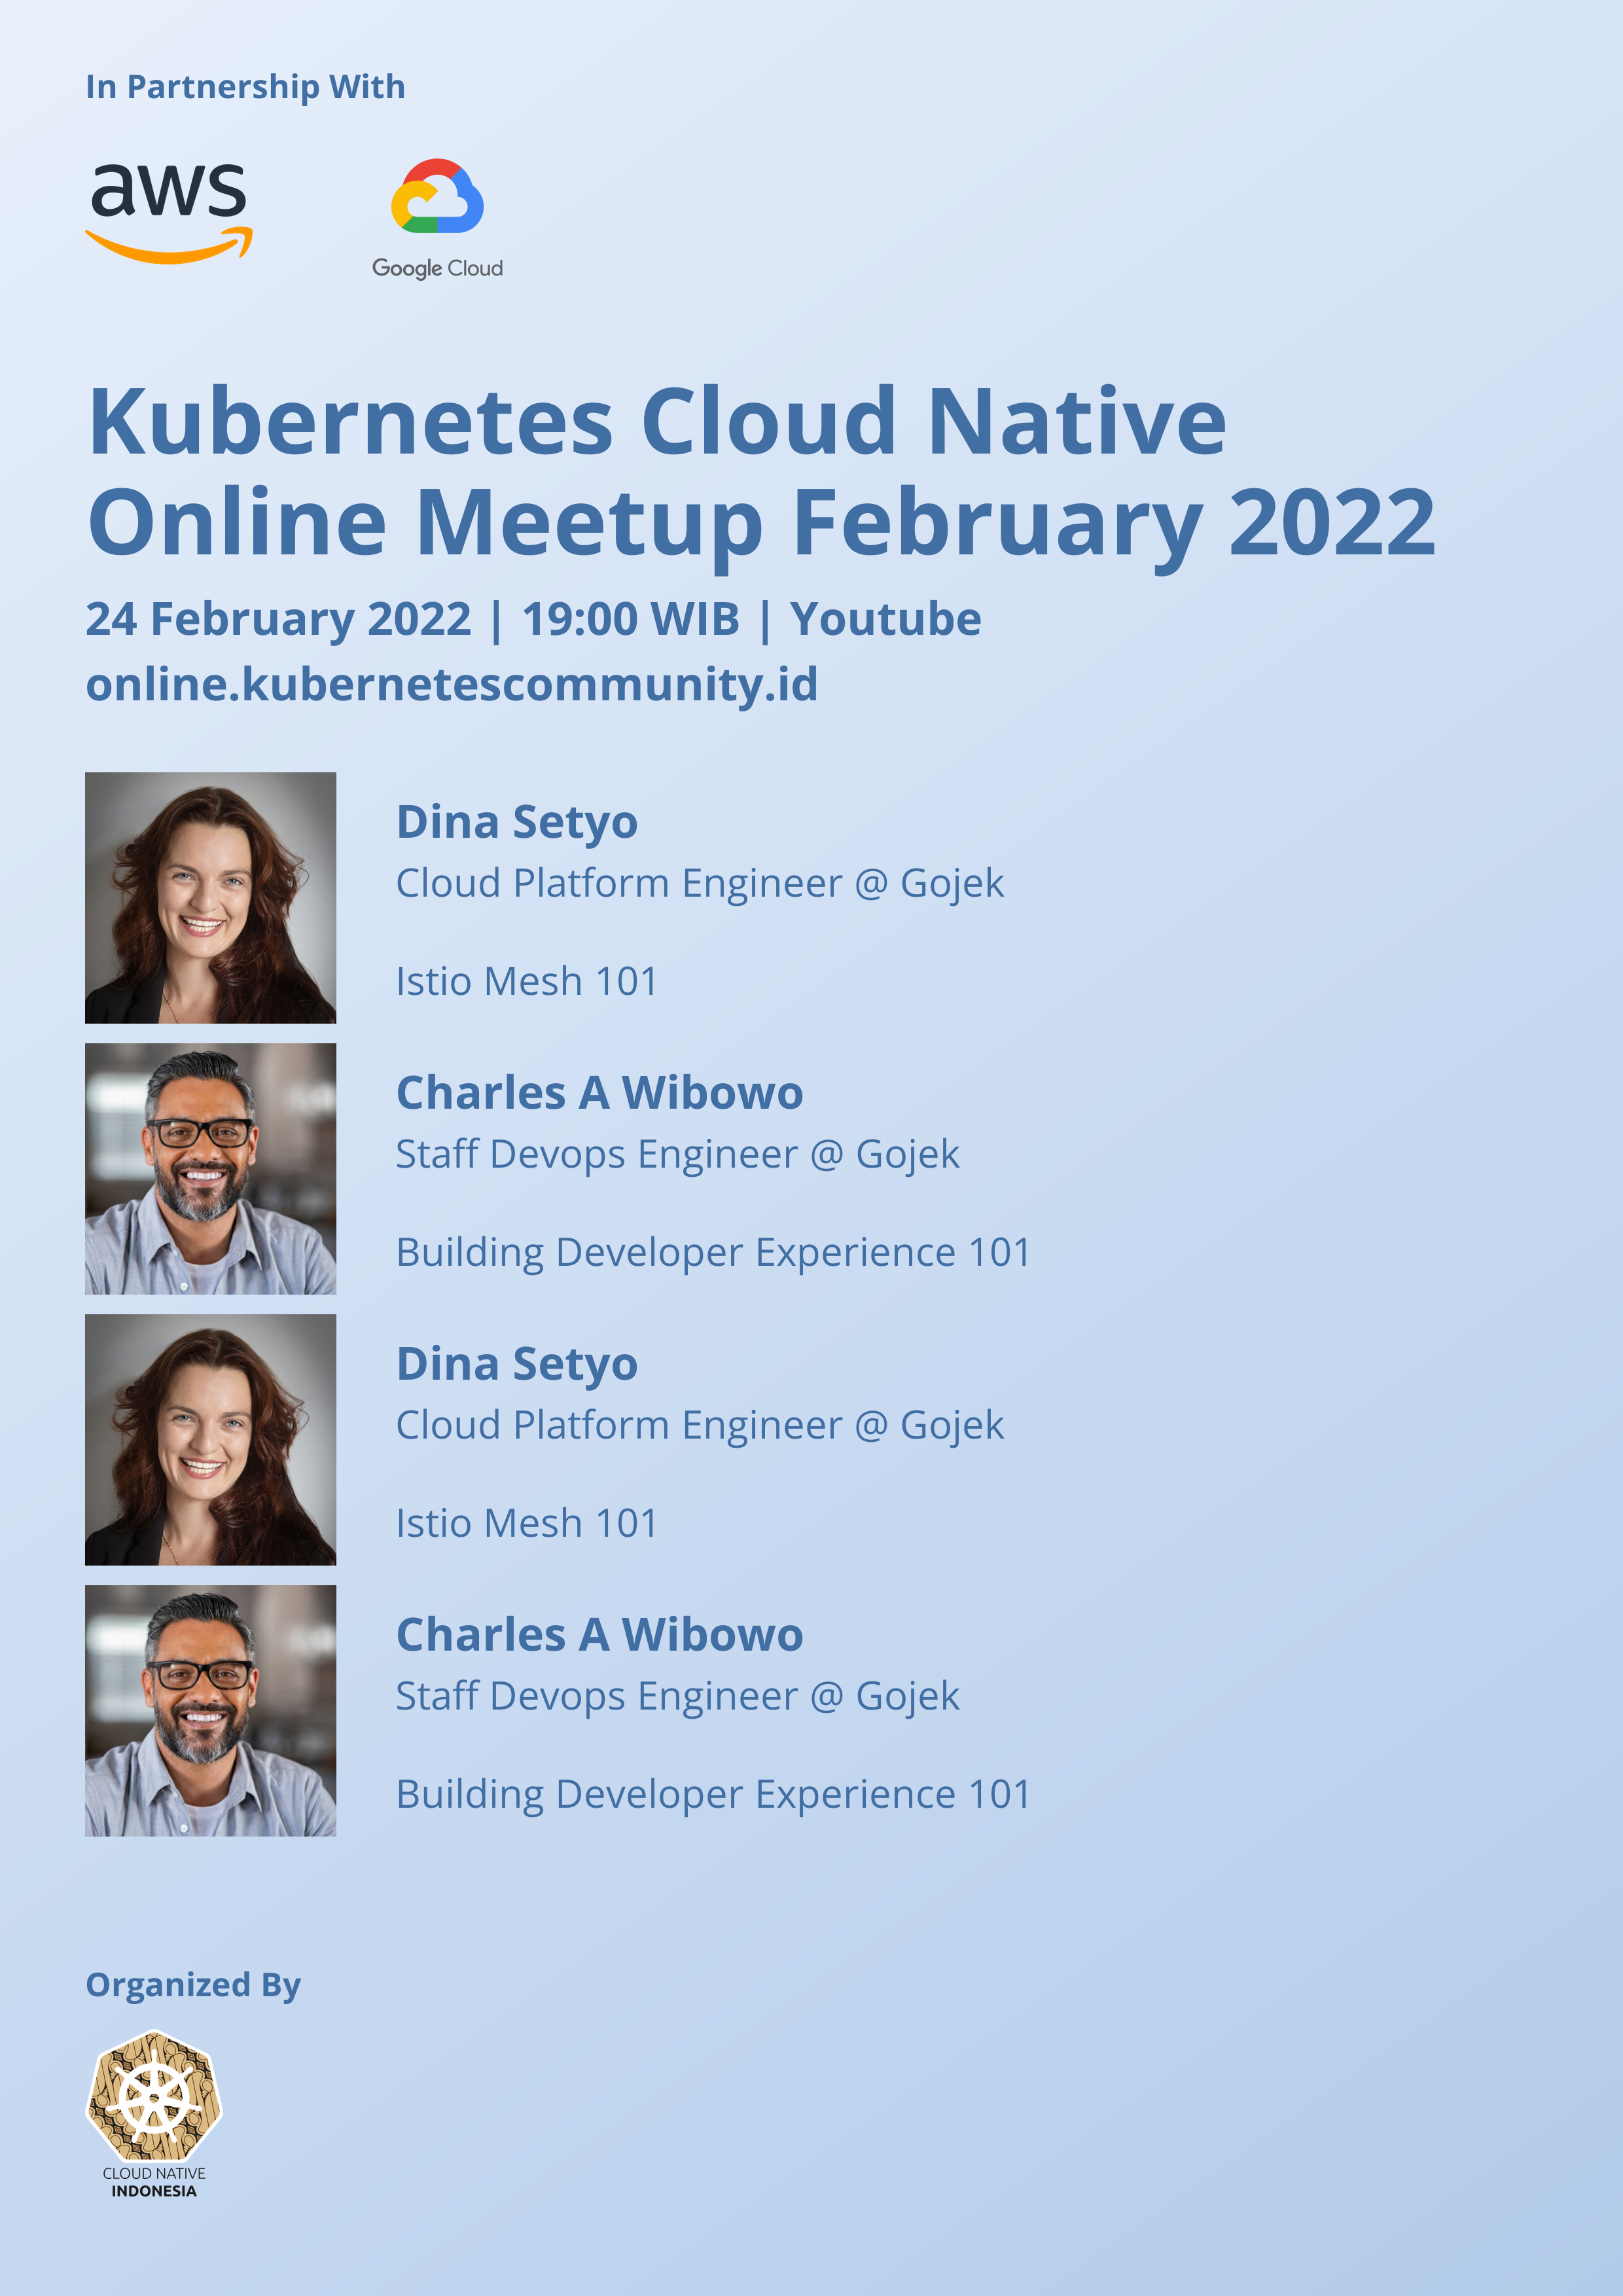 In Partnership With
aws
Google Cloud
Kubernetes Cloud Native
Online Meetup February 2022
24 February 2022 | 19:00 WIB | Youtube
online.kubernetescommunity.id
Dina Setyo
Cloud Platform Engineer @ Gojek
Istio Mesh 101
Charles A Wibowo
Staff Devops Engineer @ Gojek
Building Developer Experience 101
Dina Setyo
Cloud Platform Engineer @ Gojek
Istio Mesh 101
Charles A Wibowo
Staff Devops Engineer @ Gojek
Building Developer Experience 101
Organized By
CLOUD NATIVE
INDONESIA